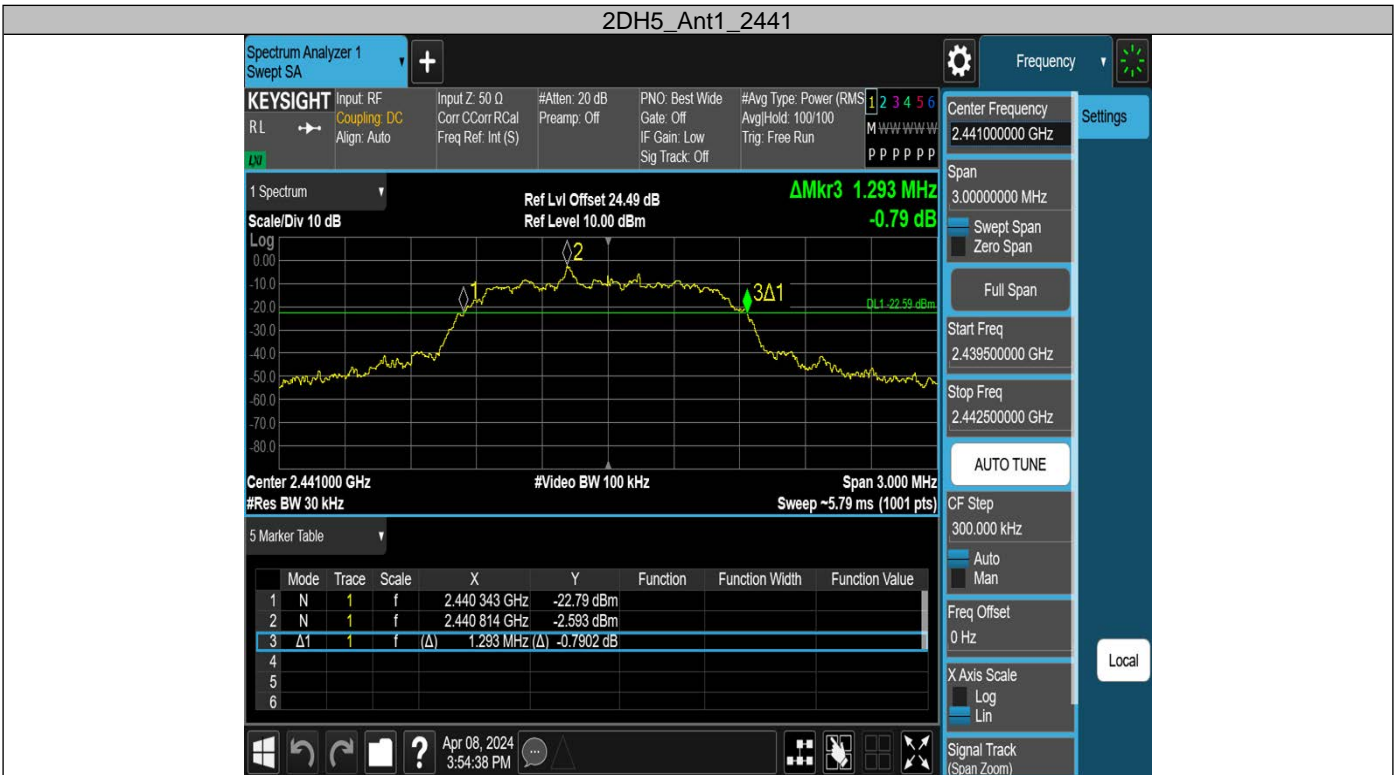 2DH5_Ant1_2441
Spectrum Analyzer 1
Swept SA
+
Frequency
KEYSIGHT
RL
LXI
Input: RF
Coupling: DC
Align: Auto
Input Z: 50 Ω
Corr CCorr RCal
Freq Ref: Int (S)
#Atten: 20 dB
Preamp: Off
PNO: Best Wide
Gate: Off
IF Gain: Low
Sig Track: Off
#Avg Type: Power (RMS
Avg|Hold: 100/100
Trig: Free Run
1 2 3 4 5 6
M W W W W W
P P P P P P
1 Spectrum
Scale/Div 10 dB
Ref Lvl Offset 24.49 dB
Ref Level 10.00 dBm
ΔMkr3 1.293 MHz
-0.79 dB
Log
0.00
-10.0
-20.0
-30.0
-40.0
-50.0
-60.0
-70.0
-80.0
1
2
3Δ1
DL1 -22.59 dBm
Center 2.441000 GHz
#Res BW 30 kHz
#Video BW 100 kHz
Span 3.000 MHz
Sweep ~5.79 ms (1001 pts)
5 Marker Table
Mode Trace Scale X Y Function Function Width Function Value
1 N 1 f 2.440 343 GHz -22.79 dBm
2 N 1 f 2.440 814 GHz -2.593 dBm
3 Δ1 1 f (Δ) 1.293 MHz (Δ) -0.7902 dB
4
5
6
Apr 08, 2024
3:54:38 PM
?
Center Frequency
2.441000000 GHz
Span
3.00000000 MHz
Swept Span
Zero Span
Full Span
Start Freq
2.439500000 GHz
Stop Freq
2.442500000 GHz
AUTO TUNE
CF Step
300.000 kHz
Auto
Man
Freq Offset
0 Hz
X Axis Scale
Log
Lin
Signal Track
(Span Zoom)
Settings
Local